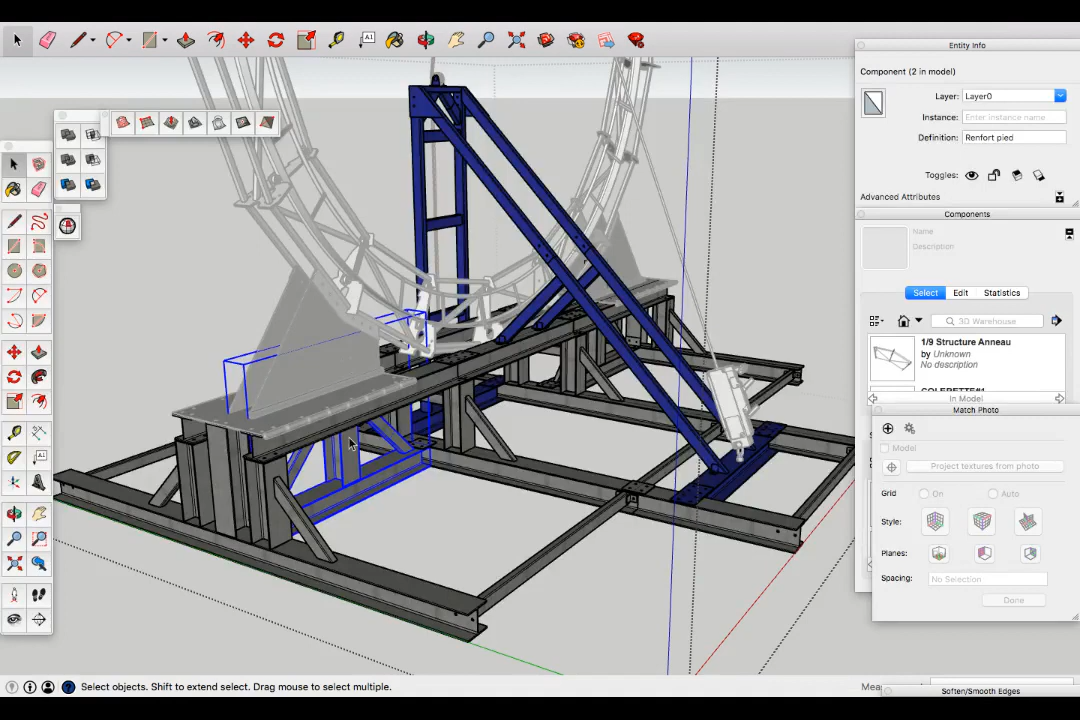 Entity Info
Component (2 in model)
Layer:
Layer0
Instance:
Enter instance name
Definition:
Renfort pied
Toggles:
Advanced Attributes
Components
Name
Description
Select
Edit
Statistics
3D Warehouse
1/9 Structure Anneau
by Unknown
No description
In Model
Match Photo
Model
Project textures from photo
Grid
On
Auto
Style:
Planes:
Spacing:
No Selection
Done
Select objects. Shift to extend select. Drag mouse to select multiple.
Soften/Smooth Edges